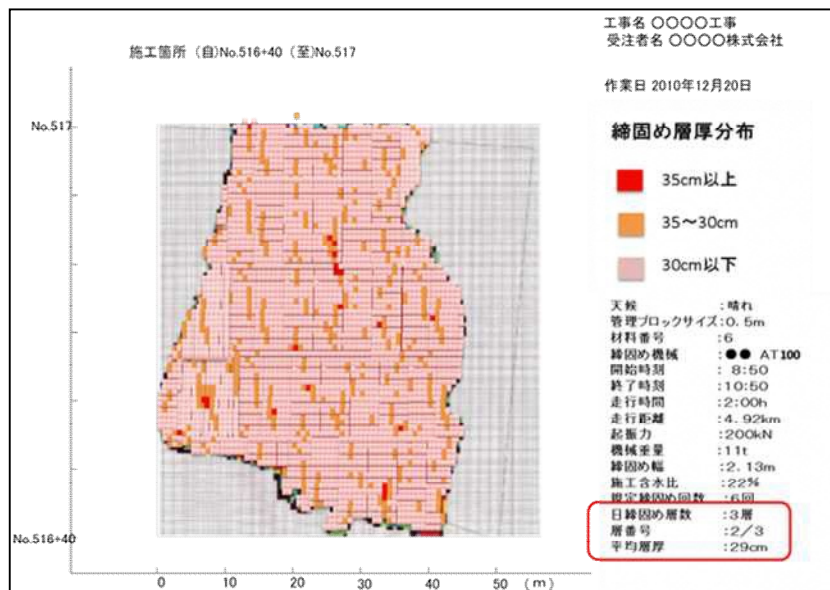 工事名 〇〇〇〇工事
受注者名 〇〇〇〇株式会社
施工箇所 (自)No.516+40 (至)No.517
作業日 2010年12月20日
締固め層厚分布
35cm以上
35～30cm
30cm以下
天候 :晴れ
管理ブロックサイズ:0.5m
材料番号 :6
締固め機械 :●● AT100
開始時刻 : 8:50
終了時刻 :10:50
走行時間 :2:00h
走行距離 :4.92km
起振力 :200kN
機械重量 :11t
締固め幅 :2.13m
施工含水比 :22%
規定締固め回数 :6回
日締固め層数 :3層
層番号 :2/3
平均層厚 :29cm
No.517
No.516+40
0 10 20 30 40 50 (m)